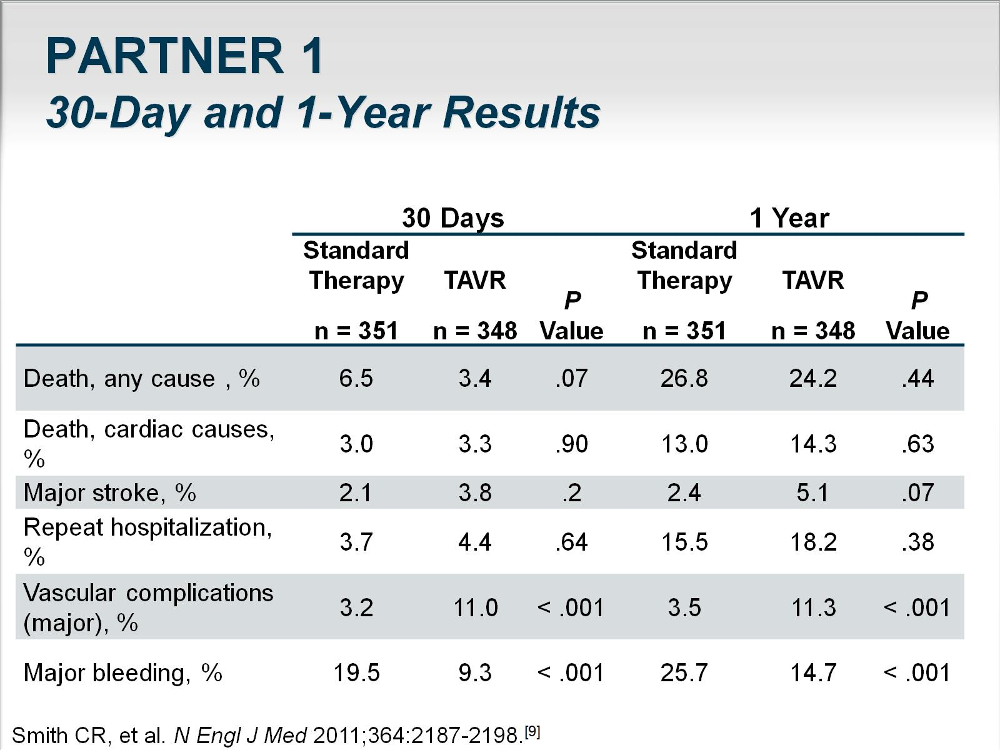 PARTNER 1
30-Day and 1-Year Results
30 Days 1 Year
Standard Therapy n = 351 TAVR n = 348 P Value Standard Therapy n = 351 TAVR n = 348 P Value
Death, any cause , % 6.5 3.4 .07 26.8 24.2 .44
Death, cardiac causes, % 3.0 3.3 .90 13.0 14.3 .63
Major stroke, % 2.1 3.8 .2 2.4 5.1 .07
Repeat hospitalization, % 3.7 4.4 .64 15.5 18.2 .38
Vascular complications (major), % 3.2 11.0 < .001 3.5 11.3 < .001
Major bleeding, % 19.5 9.3 < .001 25.7 14.7 < .001
Smith CR, et al. N Engl J Med 2011;364:2187-2198.[9]